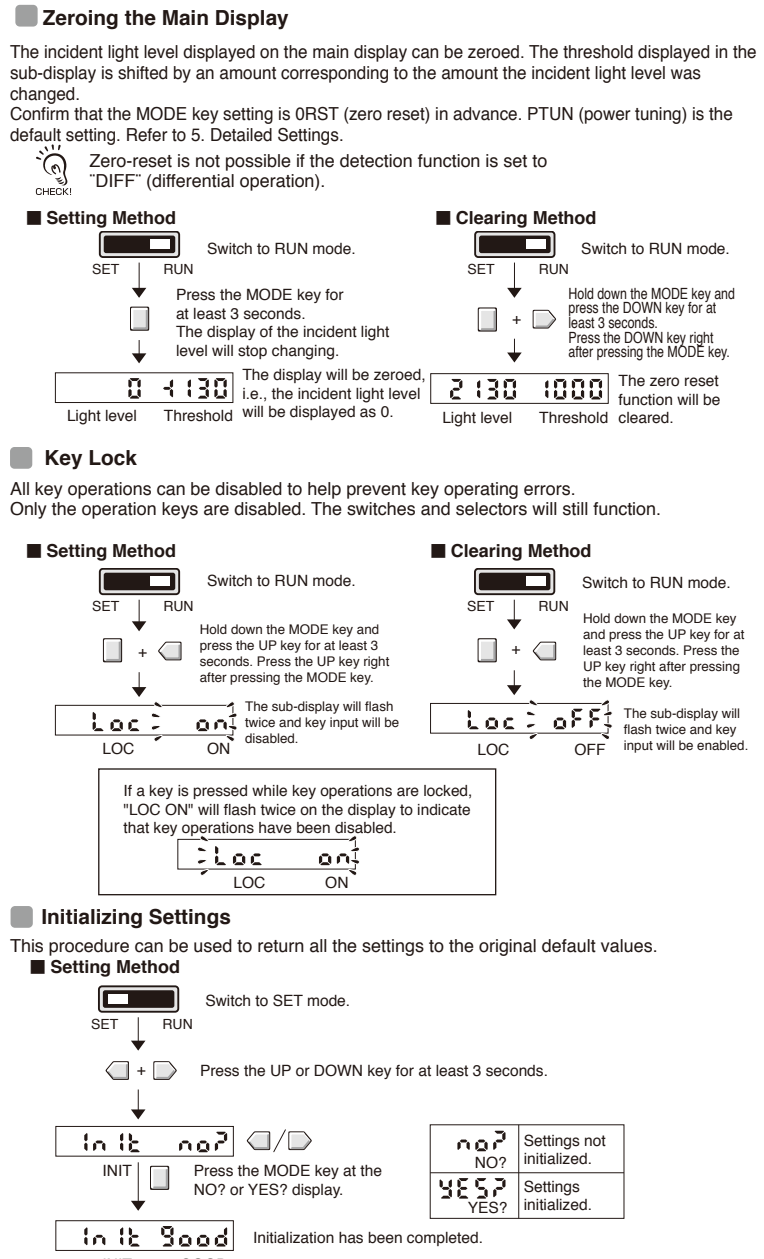 Zeroing the Main Display
The incident light level displayed on the main display can be zeroed. The threshold displayed in the
sub-display is shifted by an amount corresponding to the amount the incident light level was
changed.
Confirm that the MODE key setting is 0RST (zero reset) in advance. PTUN (power tuning) is the
default setting. Refer to 5. Detailed Settings.
CHECK!
Zero-reset is not possible if the detection function is set to
¨DIFF¨ (differential operation).
■ Setting Method
SET RUN
Switch to RUN mode.
Press the MODE key for
at least 3 seconds.
The display of the incident light
level will stop changing.
0 -1130
Light level Threshold
The display will be zeroed,
i.e., the incident light level
will be displayed as 0.
■ Clearing Method
SET RUN
Switch to RUN mode.
+
Hold down the MODE key and
press the DOWN key for at
least 3 seconds.
Press the DOWN key right
after pressing the MODE key.
2130 1000
Light level Threshold
The zero reset
function will be
cleared.
Key Lock
All key operations can be disabled to help prevent key operating errors.
Only the operation keys are disabled. The switches and selectors will still function.
■ Setting Method
SET RUN
Switch to RUN mode.
+
Hold down the MODE key and
press the UP key for at least 3
seconds. Press the UP key right
after pressing the MODE key.
Loc on
LOC ON
The sub-display will flash
twice and key input will be
disabled.
■ Clearing Method
SET RUN
Switch to RUN mode.
+
Hold down the MODE key
and press the UP key for at
least 3 seconds. Press the
UP key right after pressing
the MODE key.
Loc oFF
LOC OFF
The sub-display will
flash twice and key
input will be enabled.
If a key is pressed while key operations are locked,
"LOC ON" will flash twice on the display to indicate
that key operations have been disabled.
Loc on
LOC ON
Initializing Settings
This procedure can be used to return all the settings to the original default values.
■ Setting Method
SET RUN
Switch to SET mode.
+
Press the UP or DOWN key for at least 3 seconds.
InIt no?
/
INIT
Press the MODE key at the
NO? or YES? display.
no?
NO?
Settings not
initialized.
YES?
YES?
Settings
initialized.
InIt good
Initialization has been completed.